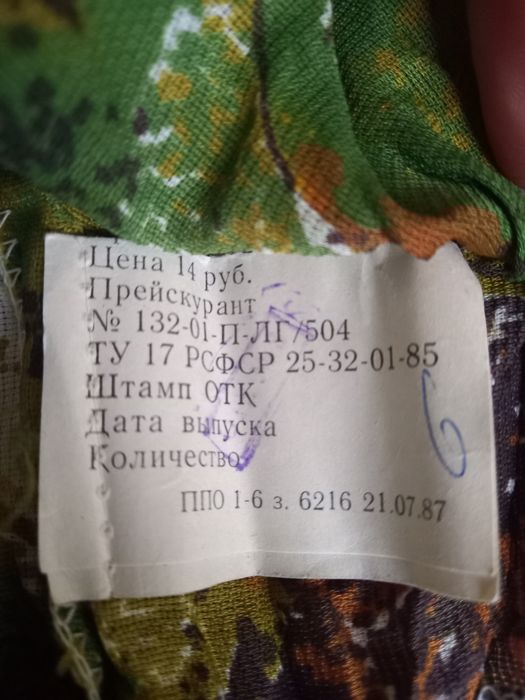 Цена 14 руб.
Прейскурант
№ 132-01-П-ЛГ/504
ТУ 17 РСФСР 25-32-01-85
Штамп ОТК
Дата выпуска
Количество
ППО 1-6 з. 6216 21.07.87